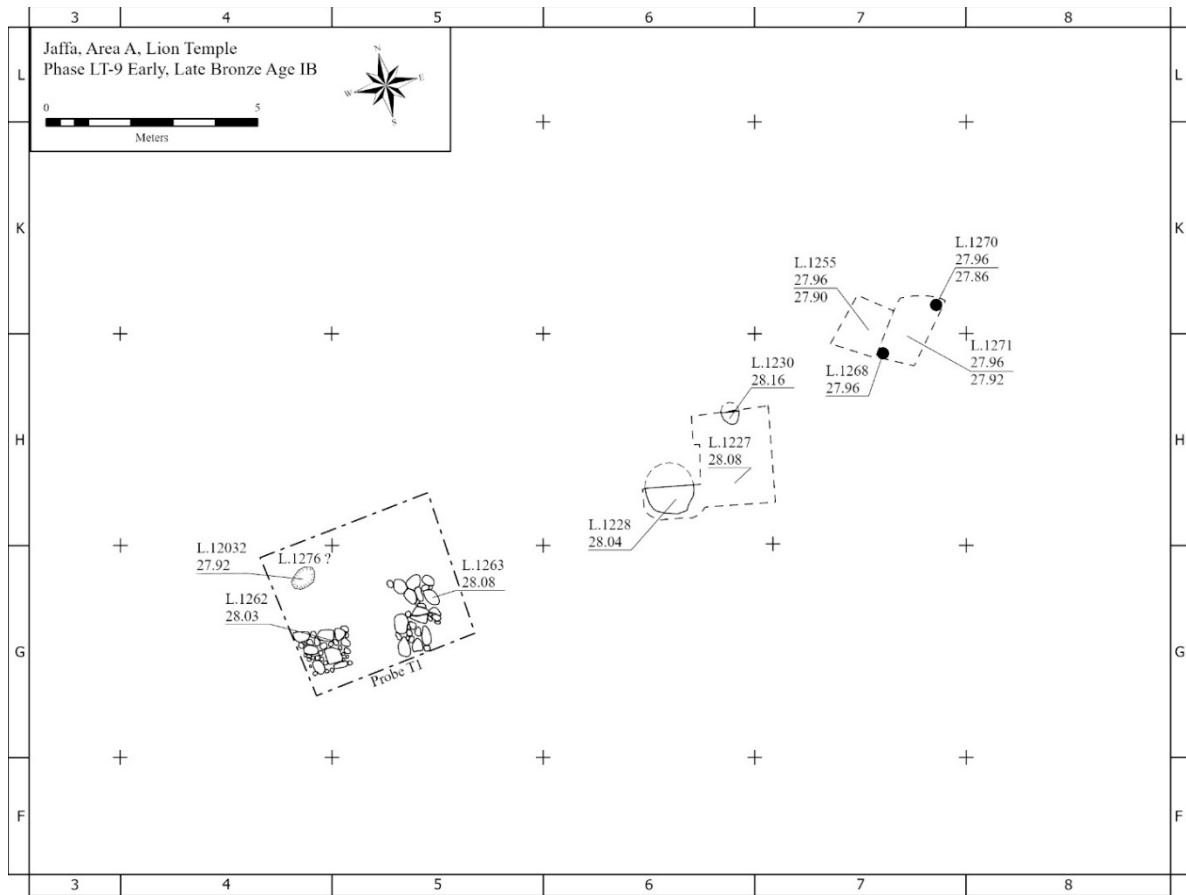 3 4 5 6 7 8
Jaffa, Area A, Lion Temple
Phase LT-9 Early, Late Bronze Age IB
N
E
W
S
0 5
Meters
L L
K K
L.1270
27.96
27.86
L.1255
27.96
27.90
L.1271
27.96
27.92
L.1268
27.96
L.1230
28.16
H H
L.1227
28.08
L.1228
28.04
L.12032
27.92
L.1276 ?
L.1263
28.08
L.1262
28.03
G G
Probe T1
F F
3 4 5 6 7 8